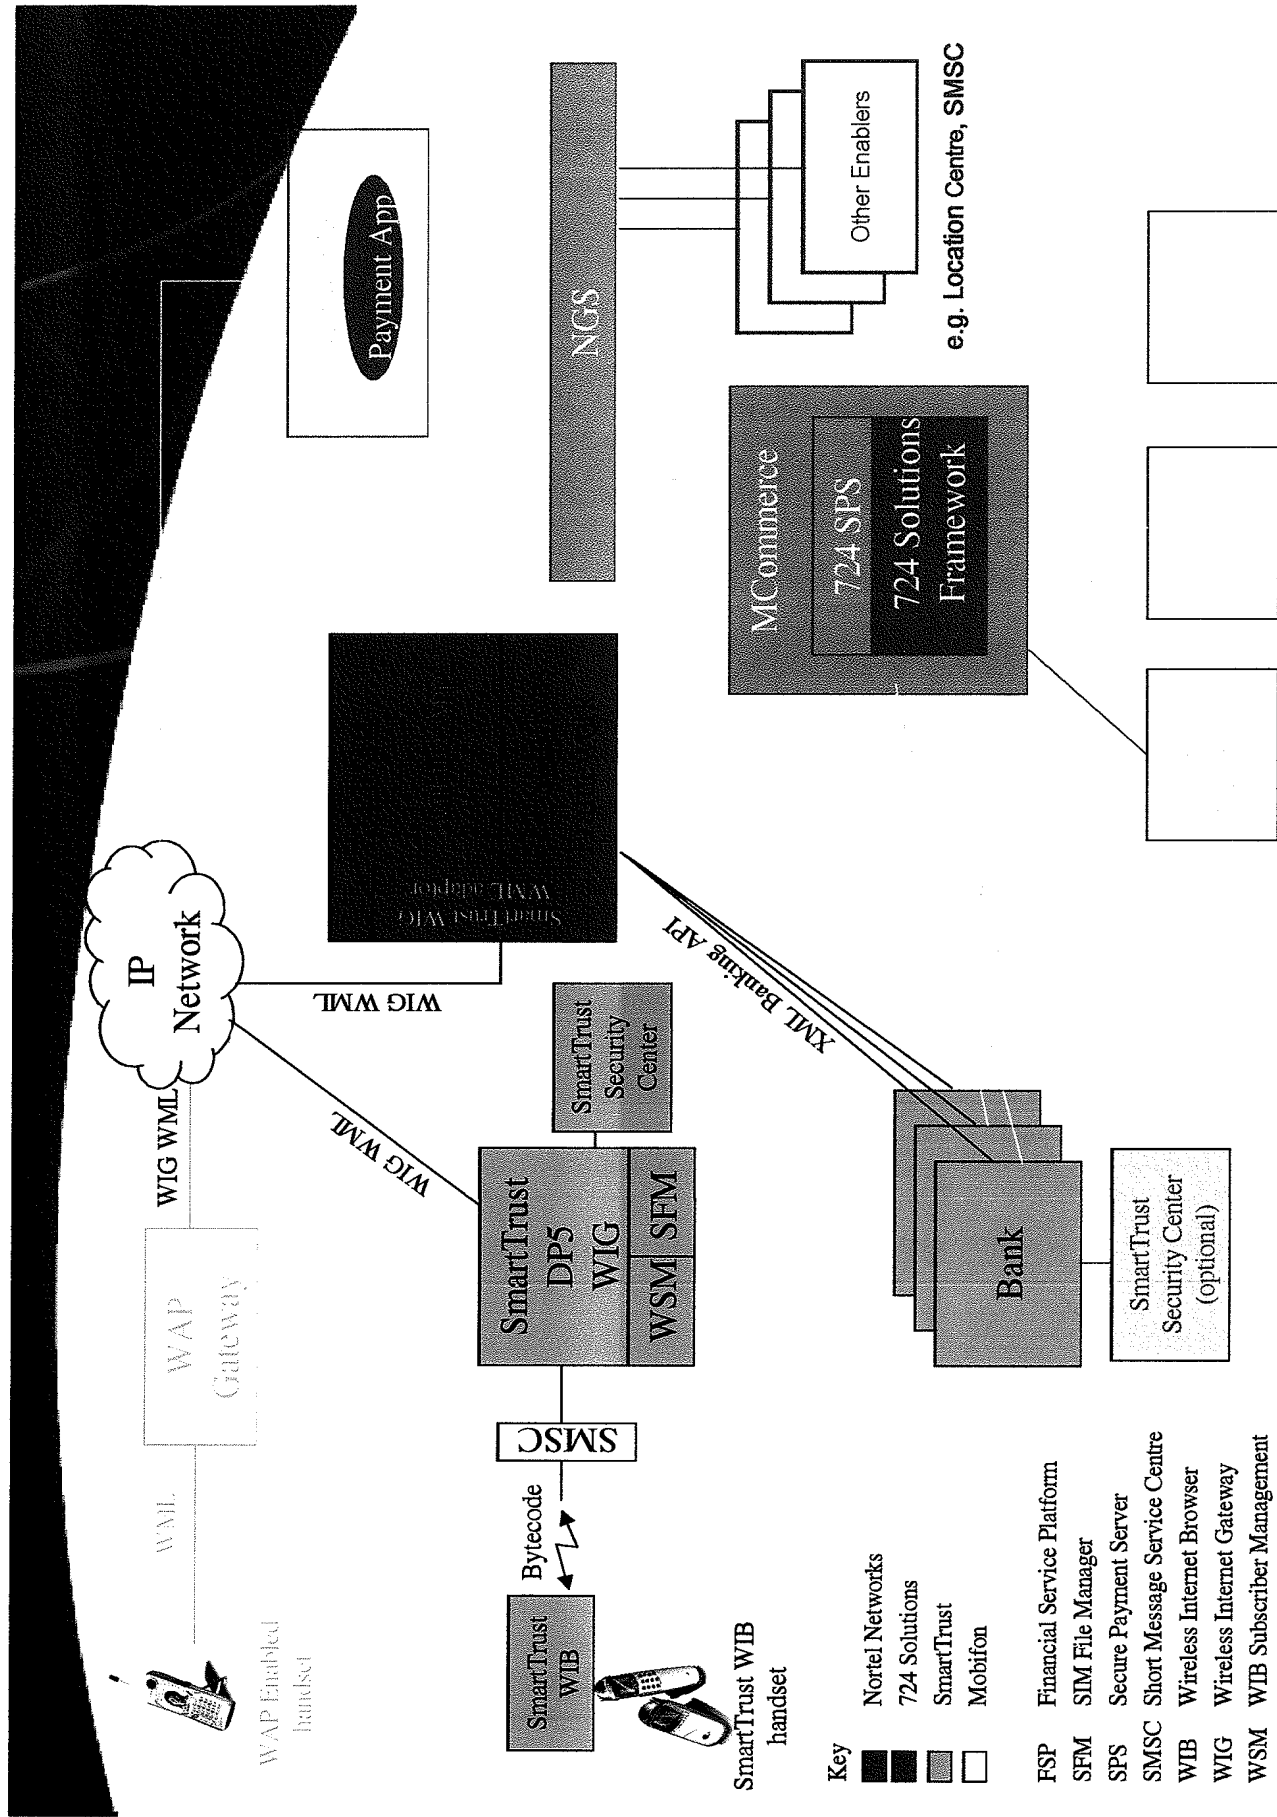 WAP Enabled
handset
WML
WAP
Gateway
WIG WML
IP
Network
Payment App
SmartTrust
WIB
SmartTrust WIB
handset
Bytecode
SMSC
SmartTrust
DP5
WIG
WSM
SFM
WIG WML
SmartTrust
Security
Center
WIG WML
SmartTrust WIG
WML adaptor
NGS
Other Enablers
e.g. Location Centre, SMSC
XML Banking API
Bank
SmartTrust
Security Center
(optional)
MCommerce
724 SPS
724 Solutions
Framework
Key
Nortel Networks
724 Solutions
SmartTrust
Mobifon
FSP Financial Service Platform
SFM SIM File Manager
SPS Secure Payment Server
SMSC Short Message Service Centre
WIB Wireless Internet Browser
WIG Wireless Internet Gateway
WSM WIB Subscriber Management